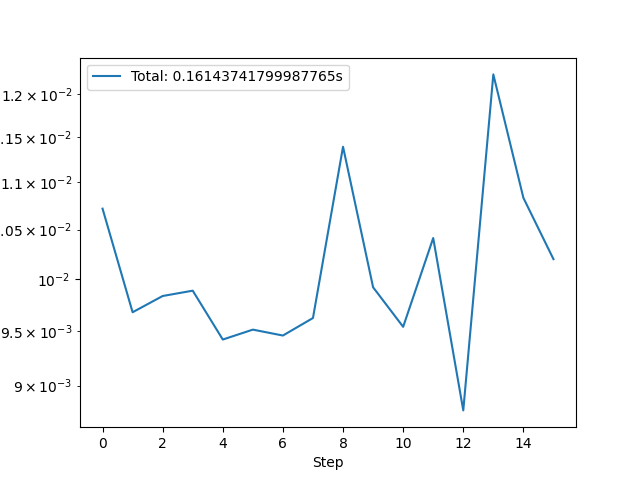 Total: 0.16143741799987765s
1.2 × 10⁻²
.15 × 10⁻²
1.1 × 10⁻²
.05 × 10⁻²
10⁻²
9.5 × 10⁻³
9 × 10⁻³
0 2 4 6 8 10 12 14
Step